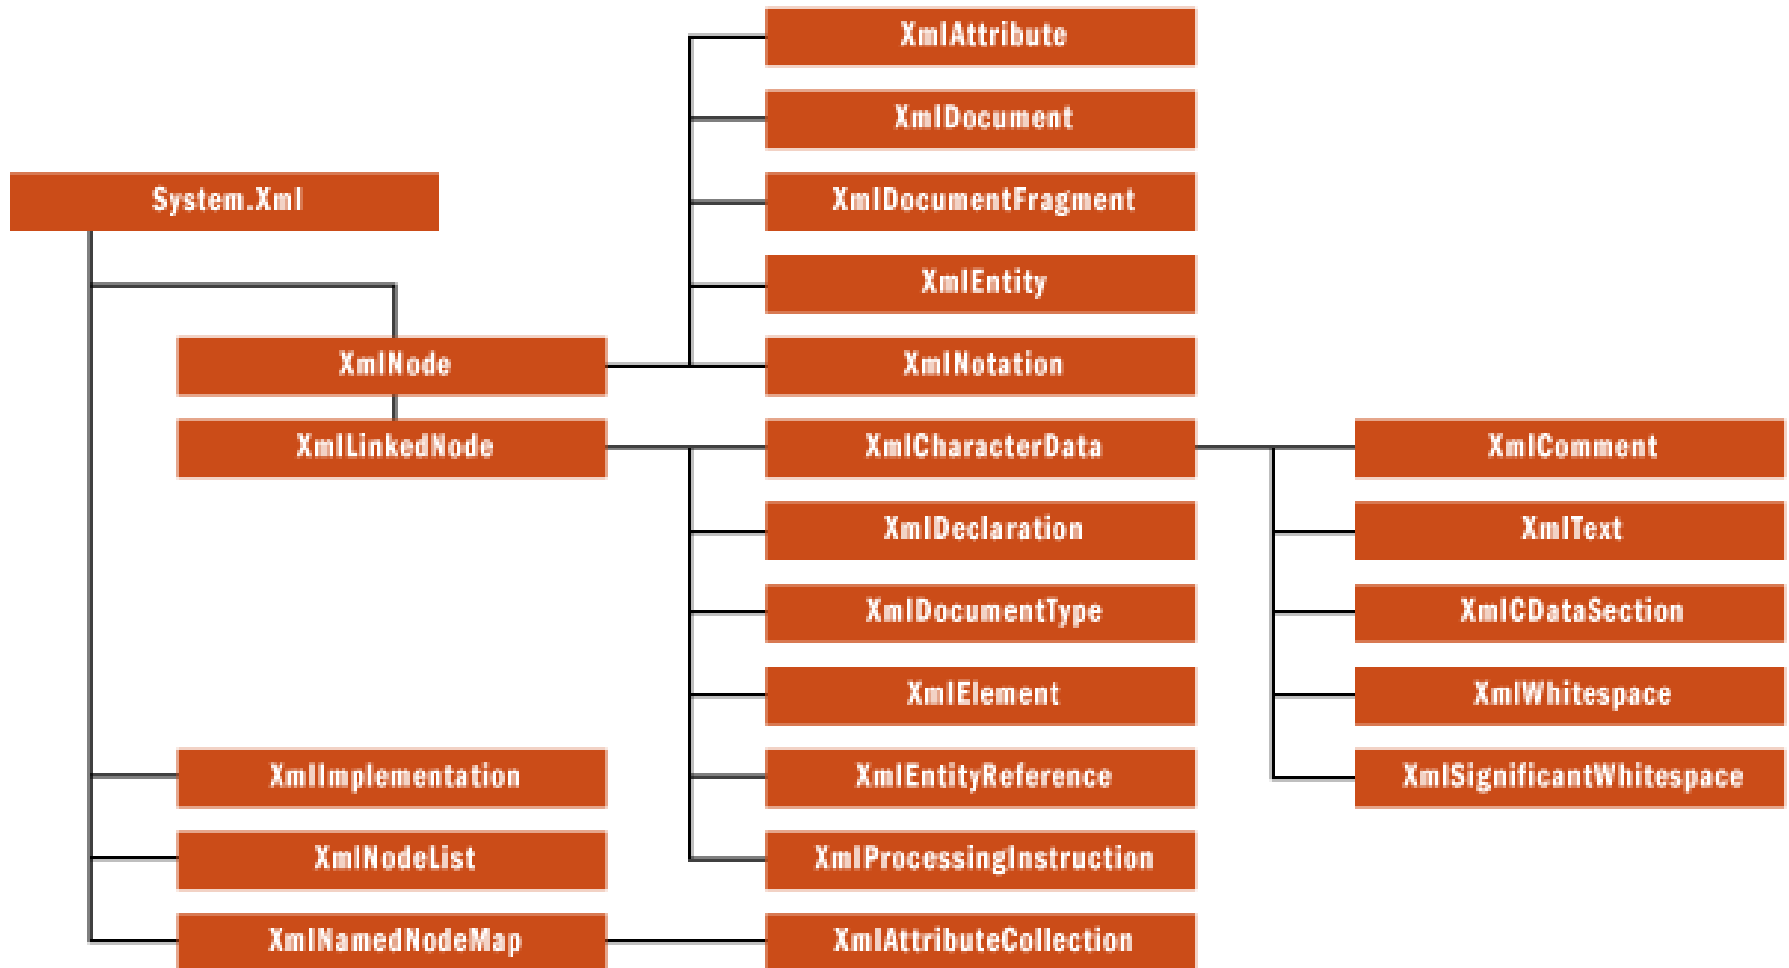 XmlAttribute
XmlDocument
System.Xml
XmlDocumentFragment
XmlEntity
XmlNode
XmlNotation
XmlLinkedNode
XmlCharacterData
XmlComment
XmlDeclaration
XmlText
XmlDocumentType
XmlCDataSection
XmlElement
XmlWhitespace
XmlImplementation
XmlEntityReference
XmlSignificantWhitespace
XmlNodeList
XmlProcessingInstruction
XmlNamedNodeMap
XmlAttributeCollection